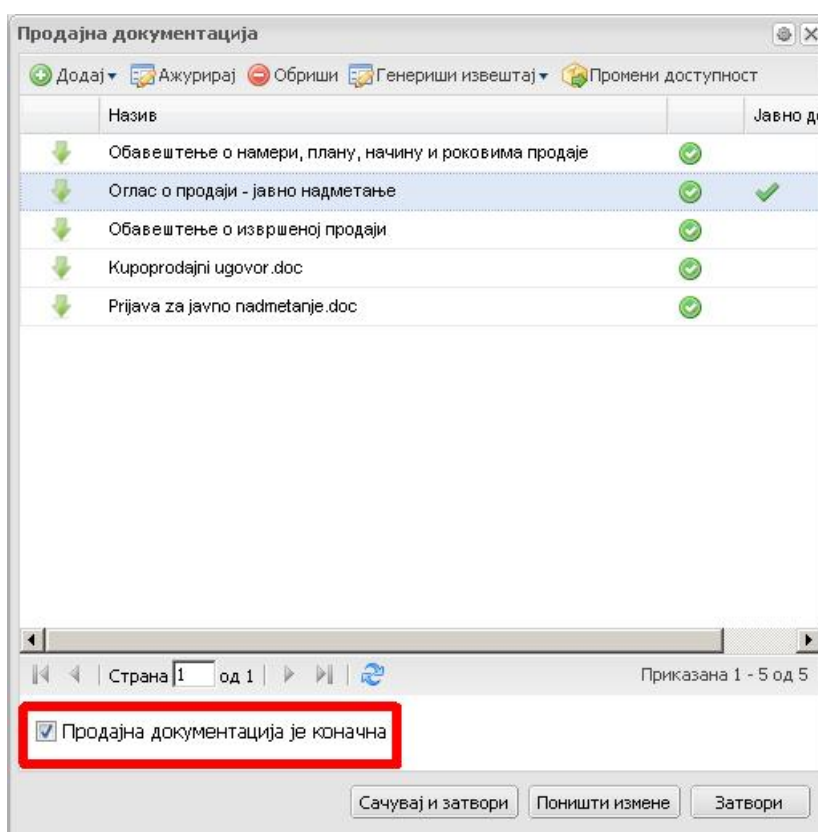 Продајна документација
Додај Ажурирај Обриши Генериши извештај Промени доступност
Назив Јавно д
Обавештење о намери, плану, начину и роковима продаје
Оглас о продаји - јавно надметање
Обавештење о извршеној продаји
Kupoprodajni ugovor.doc
Prijava za javno nadmetanje.doc
Страна 1 од 1 Приказана 1 - 5 од 5
Продајна документација је коначна
Сачувај и затвори Поништи измене Затвори